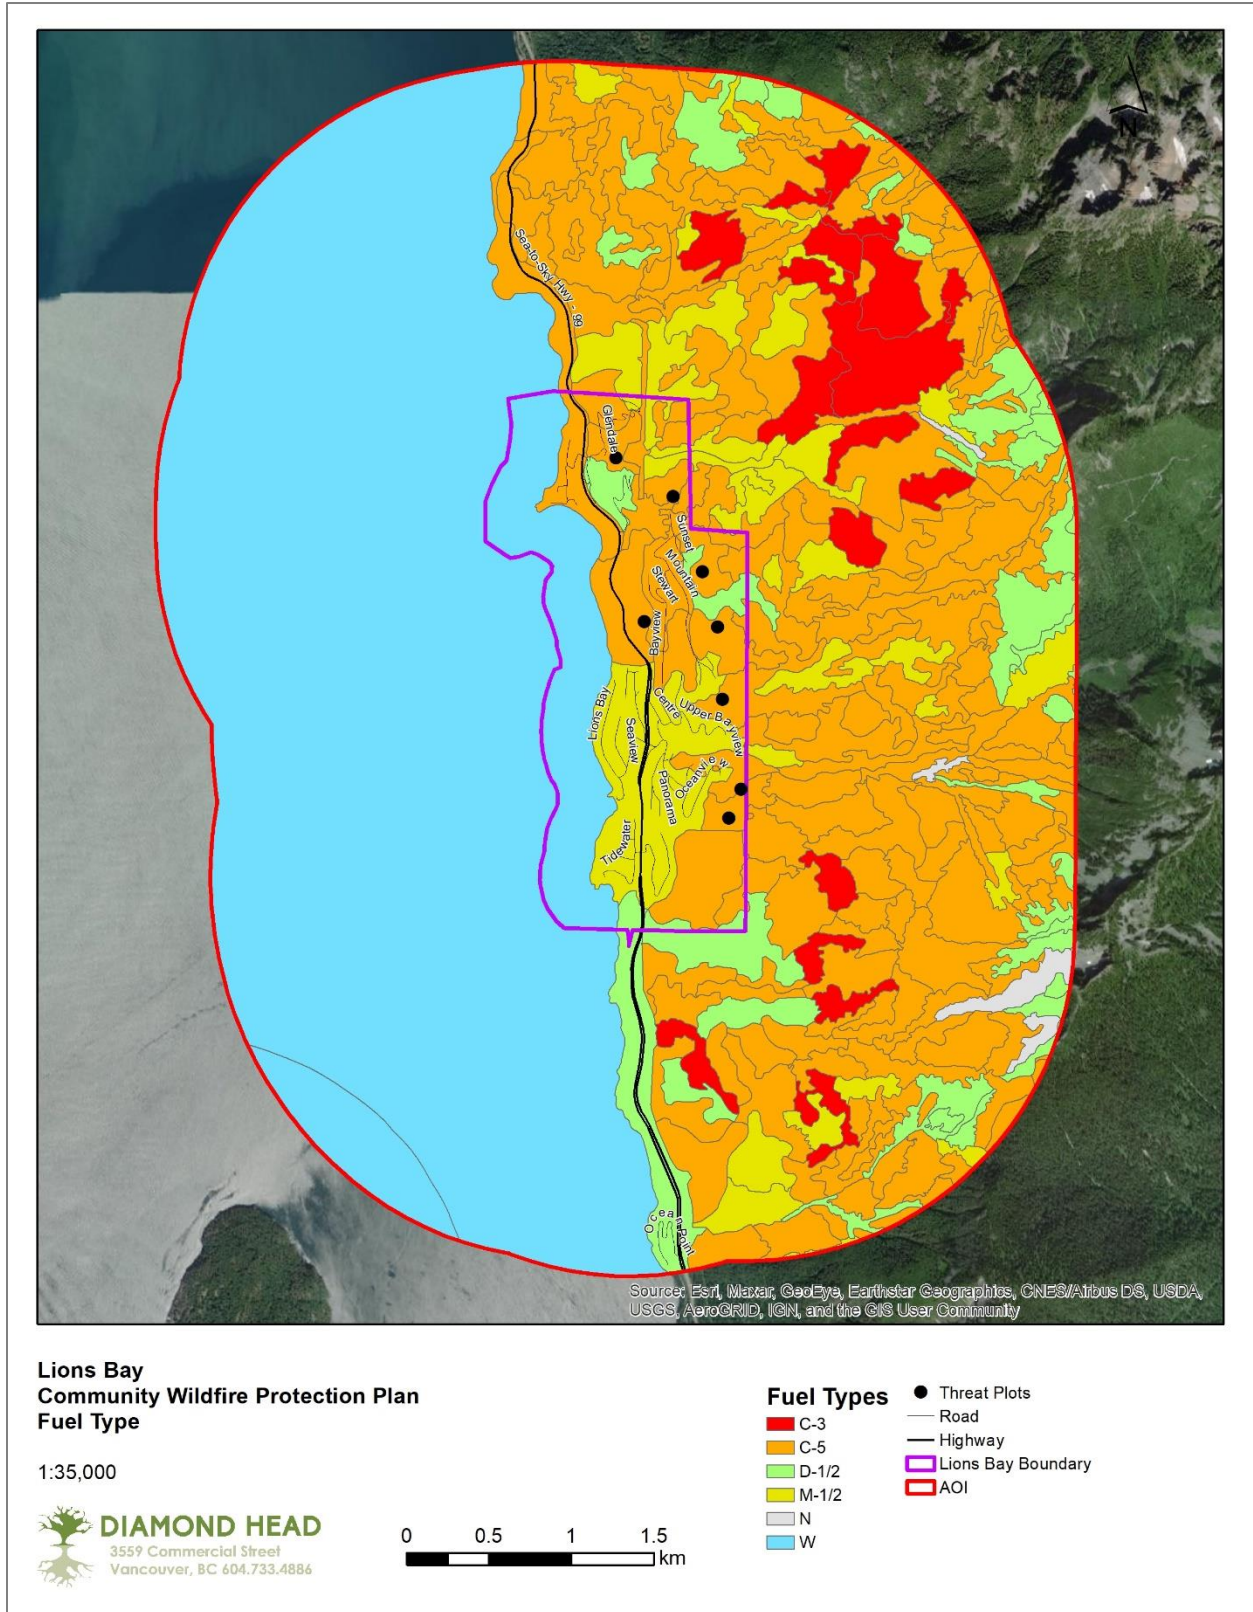 N
Sea-to-Sky Hwy - 99
Glendale
Sunset
Mountain
Stewart
Bayview
Lions Bay
Centre
Upper Bayview
Seaview
Oceanview
Panorama
Tidewater
Ocean Point
Source: Esri, Maxar, GeoEye, Earthstar Geographics, CNES/Airbus DS, USDA,
USGS, AeroGRID, IGN, and the GIS User Community
Lions Bay
Community Wildfire Protection Plan
Fuel Type
1:35,000
DIAMOND HEAD
3559 Commercial Street
Vancouver, BC 604.733.4886
0 0.5 1 1.5
km
Fuel Types
C-3
C-5
D-1/2
M-1/2
N
W
Threat Plots
Road
Highway
Lions Bay Boundary
AOI